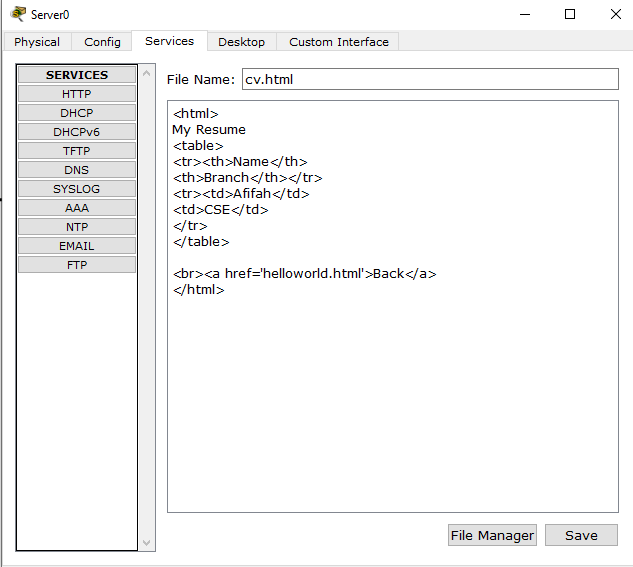 Server0
Physical Config Services Desktop Custom Interface
SERVICES
HTTP
DHCP
DHCPv6
TFTP
DNS
SYSLOG
AAA
NTP
EMAIL
FTP
File Name: cv.html
<html>
My Resume
<table>
<tr><th>Name</th>
<th>Branch</th></tr>
<tr><td>Afifah</td>
<td>CSE</td>
</tr>
</table>
<br><a href='helloworld.html'>Back</a>
</html>
File Manager Save